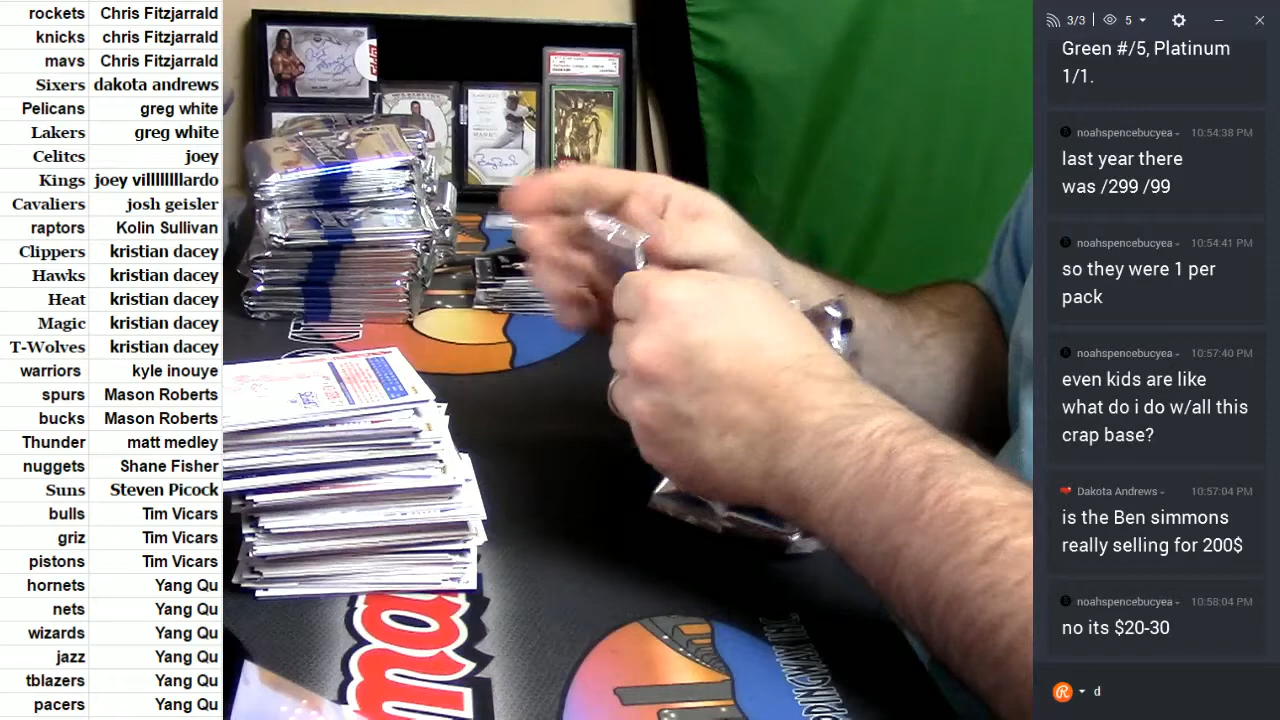 rockets Chris Fitzjarrald
knicks chris Fitzjarrald
mavs Chris Fitzjarrald
Sixers dakota andrews
Pelicans greg white
Lakers greg white
Celitcs joey
Kings joey villlllllllardo
Cavaliers josh geisler
raptors Kolin Sullivan
Clippers kristian dacey
Hawks kristian dacey
Heat kristian dacey
Magic kristian dacey
T-Wolves kristian dacey
warriors kyle inouye
spurs Mason Roberts
bucks Mason Roberts
Thunder matt medley
nuggets Shane Fisher
Suns Steven Picock
bulls Tim Vicars
griz Tim Vicars
pistons Tim Vicars
hornets Yang Qu
nets Yang Qu
wizards Yang Qu
jazz Yang Qu
tblazers Yang Qu
pacers Yang Qu
3/3 5
Green #/5, Platinum
1/1.
noahspencebucyea 10:54:38 PM
last year there
was /299 /99
noahspencebucyea 10:54:41 PM
so they were 1 per
pack
noahspencebucyea 10:57:40 PM
even kids are like
what do i do w/all this
crap base?
Dakota Andrews 10:57:04 PM
is the Ben simmons
really selling for 200$
noahspencebucyea 10:58:04 PM
no its $20-30
d